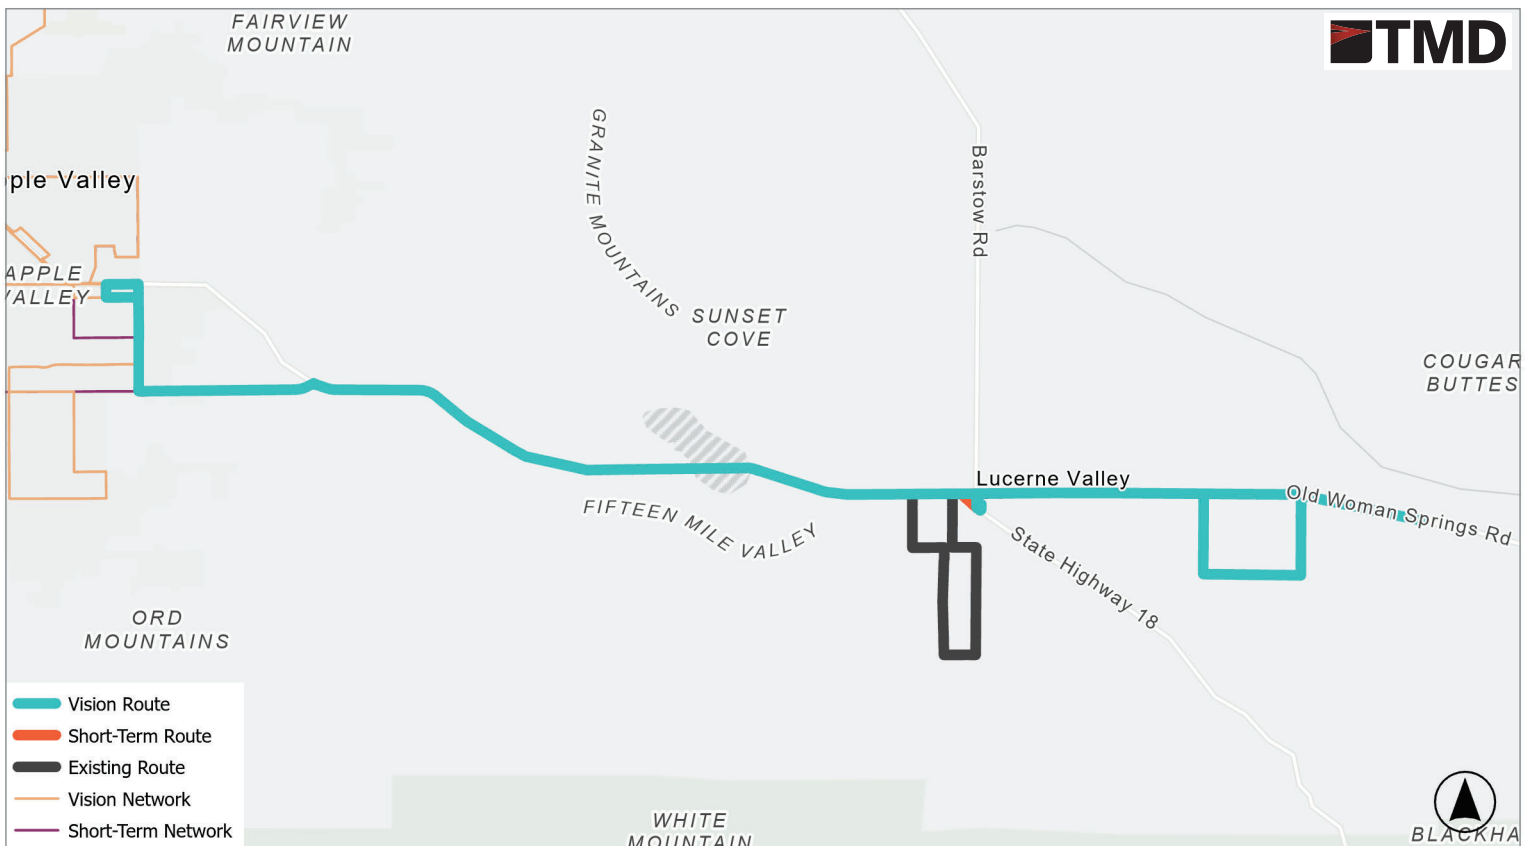 FAIRVIEW
MOUNTAIN
TMD
GRANITE MOUNTAINS
Barstow Rd
ple Valley
APPLE
VALLEY
SUNSET
COVE
COUGAR
BUTTES
Lucerne Valley
Old Woman Springs Rd
FIFTEEN MILE VALLEY
State Highway 18
ORD
MOUNTAINS
Vision Route
Short-Term Route
Existing Route
Vision Network
Short-Term Network
WHITE
MOUNTAIN
BLACKHA